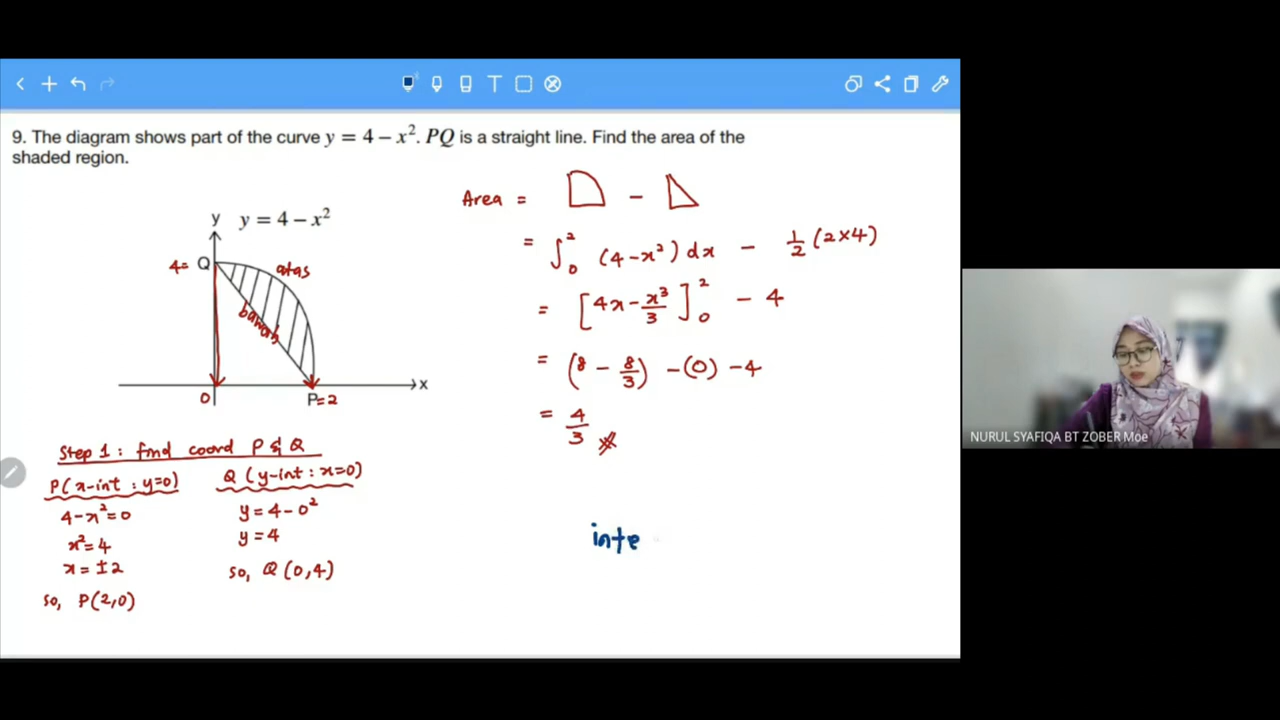 9. The diagram shows part of the curve y = 4 − x². PQ is a straight line. Find the area of the
shaded region.
y y = 4 − x²
4= Q
atas
bawah
0
P=2
x
Step 1 : find coord P & Q
P(x-int : y=0)
4-x²=0
x²=4
x = ±2
so, P(2,0)
Q (y-int : x=0)
y = 4 - 0²
y = 4
so, Q (0,4)
Area = −
= ∫₀² (4-x²) dx − 1/2 (2×4)
= [4x - x³/3]₀² - 4
= (8 - 8/3) - (0) - 4
= 4/3
inte
NURUL SYAFIQA BT ZOBER Moe